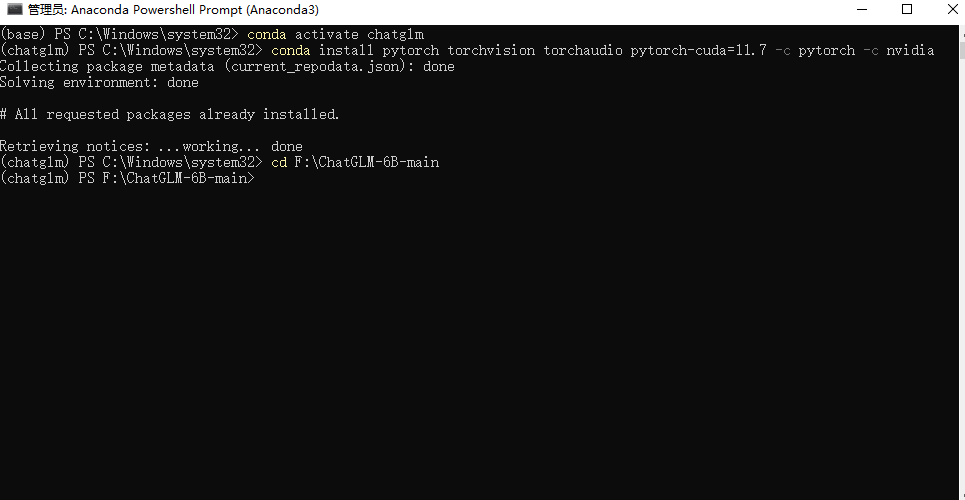 管理员: Anaconda Powershell Prompt (Anaconda3)
(base) PS C:\Windows\system32> conda activate chatglm
(chatglm) PS C:\Windows\system32> conda install pytorch torchvision torchaudio pytorch-cuda=11.7 -c pytorch -c nvidia
Collecting package metadata (current_repodata.json): done
Solving environment: done
# All requested packages already installed.
Retrieving notices: ...working... done
(chatglm) PS C:\Windows\system32> cd F:\ChatGLM-6B-main
(chatglm) PS F:\ChatGLM-6B-main>